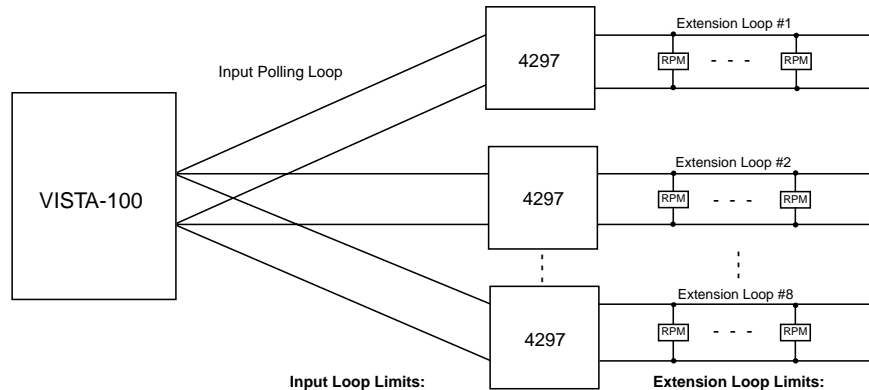 Extension Loop #1
4297
RPM - - - RPM
Input Polling Loop
Extension Loop #2
VISTA-100
4297
RPM - - - RPM
Extension Loop #8
4297
RPM - - - RPM
Input Loop Limits:
Extension Loop Limits: